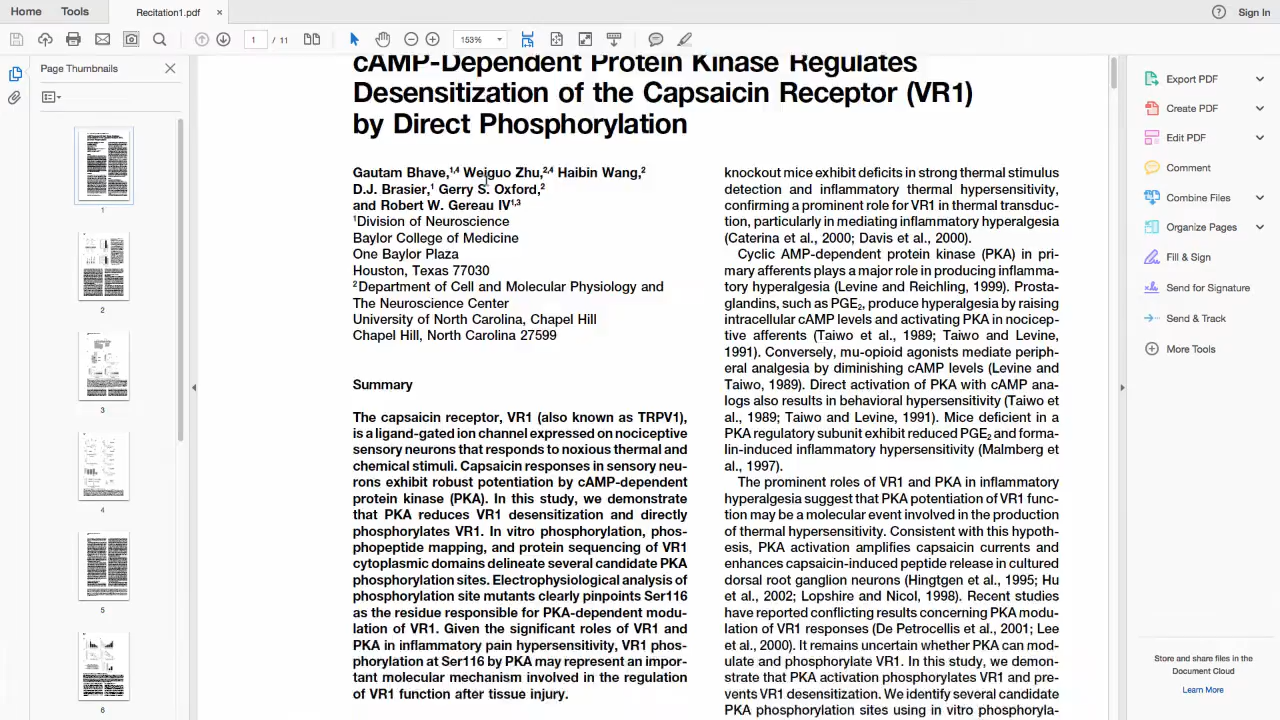 Home
Tools
Recitation1.pdf
×
Sign In
1 / 11
153%
Page Thumbnails
1
2
3
4
5
6
cAMP-Dependent Protein Kinase Regulates
Desensitization of the Capsaicin Receptor (VR1)
by Direct Phosphorylation
Gautam Bhave,1,4 Weiguo Zhu,2,4 Haibin Wang,2
D.J. Brasier,1 Gerry S. Oxford,2
and Robert W. Gereau IV1,3
1Division of Neuroscience
Baylor College of Medicine
One Baylor Plaza
Houston, Texas 77030
2Department of Cell and Molecular Physiology and
The Neuroscience Center
University of North Carolina, Chapel Hill
Chapel Hill, North Carolina 27599
Summary
The capsaicin receptor, VR1 (also known as TRPV1),
is a ligand-gated ion channel expressed on nociceptive
sensory neurons that responds to noxious thermal and
chemical stimuli. Capsaicin responses in sensory neu-
rons exhibit robust potentiation by cAMP-dependent
protein kinase (PKA). In this study, we demonstrate
that PKA reduces VR1 desensitization and directly
phosphorylates VR1. In vitro phosphorylation, phos-
phopeptide mapping, and protein sequencing of VR1
cytoplasmic domains delineate several candidate PKA
phosphorylation sites. Electrophysiological analysis of
phosphorylation site mutants clearly pinpoints Ser116
as the residue responsible for PKA-dependent modu-
lation of VR1. Given the significant roles of VR1 and
PKA in inflammatory pain hypersensitivity, VR1 phos-
phorylation at Ser116 by PKA may represent an impor-
tant molecular mechanism involved in the regulation
of VR1 function after tissue injury.
knockout mice exhibit deficits in strong thermal stimulus
detection and inflammatory thermal hypersensitivity,
confirming a prominent role for VR1 in thermal transduc-
tion, particularly in mediating inflammatory hyperalgesia
(Caterina et al., 2000; Davis et al., 2000).
Cyclic AMP-dependent protein kinase (PKA) in pri-
mary afferents plays a major role in producing inflamma-
tory hyperalgesia (Levine and Reichling, 1999). Prosta-
glandins, such as PGE2, produce hyperalgesia by raising
intracellular cAMP levels and activating PKA in nocicep-
tive afferents (Taiwo et al., 1989; Taiwo and Levine,
1991). Conversely, mu-opioid agonists mediate periph-
eral analgesia by diminishing cAMP levels (Levine and
Taiwo, 1989). Direct activation of PKA with cAMP ana-
logs also results in behavioral hypersensitivity (Taiwo et
al., 1989; Taiwo and Levine, 1991). Mice deficient in a
PKA regulatory subunit exhibit reduced PGE2 and forma-
lin-induced inflammatory hypersensitivity (Malmberg et
al., 1997).
The prominent roles of VR1 and PKA in inflammatory
hyperalgesia suggest that PKA potentiation of VR1 func-
tion may be a molecular event involved in the production
of thermal hypersensitivity. Consistent with this hypoth-
esis, PKA activation amplifies capsaicin currents and
enhances capsaicin-induced peptide release in cultured
dorsal root ganglion neurons (Hingtgen et al., 1995; Hu
et al., 2002; Lopshire and Nicol, 1998). Recent studies
have reported conflicting results concerning PKA modu-
lation of VR1 responses (De Petrocellis et al., 2001; Lee
et al., 2000). It remains uncertain whether PKA can mod-
ulate and phosphorylate VR1. In this study, we demon-
strate that PKA activation phosphorylates VR1 and pre-
vents VR1 desensitization. We identify several candidate
PKA phosphorylation sites using in vitro phosphoryla-
Export PDF
Create PDF
Edit PDF
Comment
Combine Files
Organize Pages
Fill & Sign
Send for Signature
Send & Track
More Tools
Store and share files in the
Document Cloud
Learn More